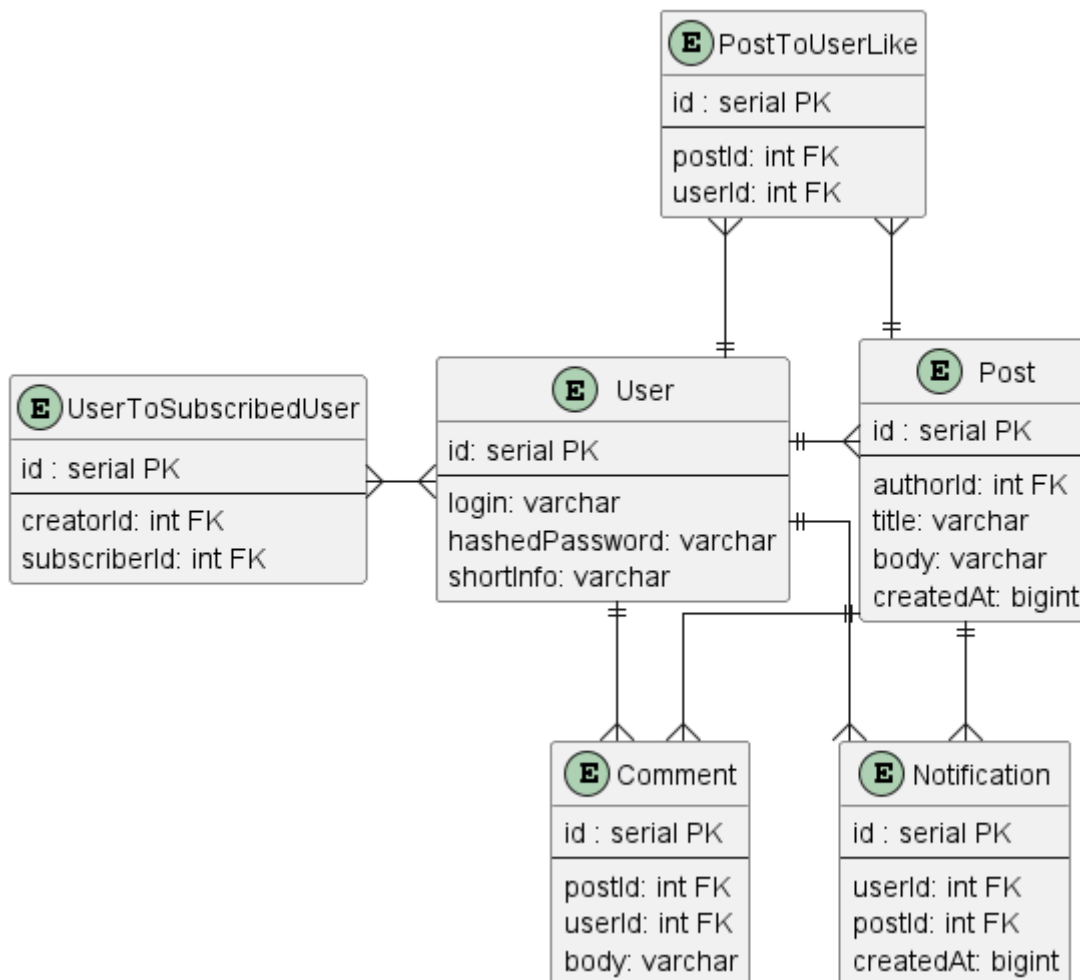 E PostToUserLike
id : serial PK
postId: int FK
userId: int FK
E UserToSubscribedUser
id : serial PK
creatorId: int FK
subscriberId: int FK
E User
id: serial PK
login: varchar
hashedPassword: varchar
shortInfo: varchar
E Post
id : serial PK
authorId: int FK
title: varchar
body: varchar
createdAt: bigint
E Comment
id : serial PK
postId: int FK
userId: int FK
body: varchar
E Notification
id : serial PK
userId: int FK
postId: int FK
createdAt: bigint